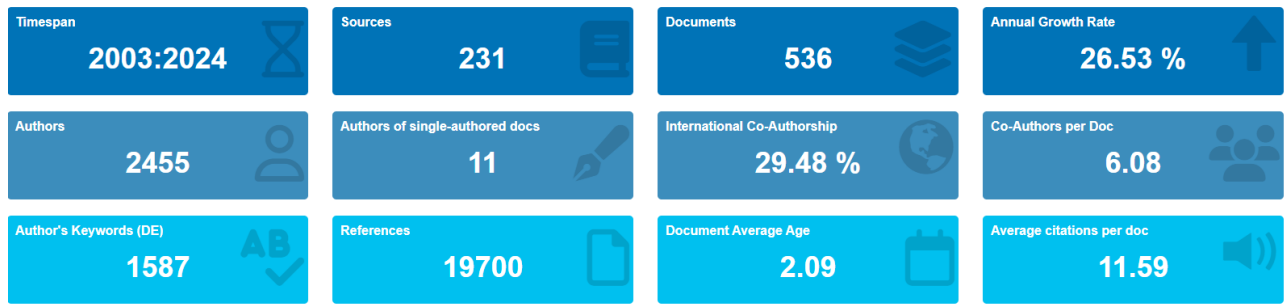 Timespan
2003:2024
Sources
231
Documents
536
Annual Growth Rate
26.53 %
Authors
2455
Authors of single-authored docs
11
International Co-Authorship
29.48 %
Co-Authors per Doc
6.08
Author's Keywords (DE)
AB
1587
References
19700
Document Average Age
2.09
Average citations per doc
11.59